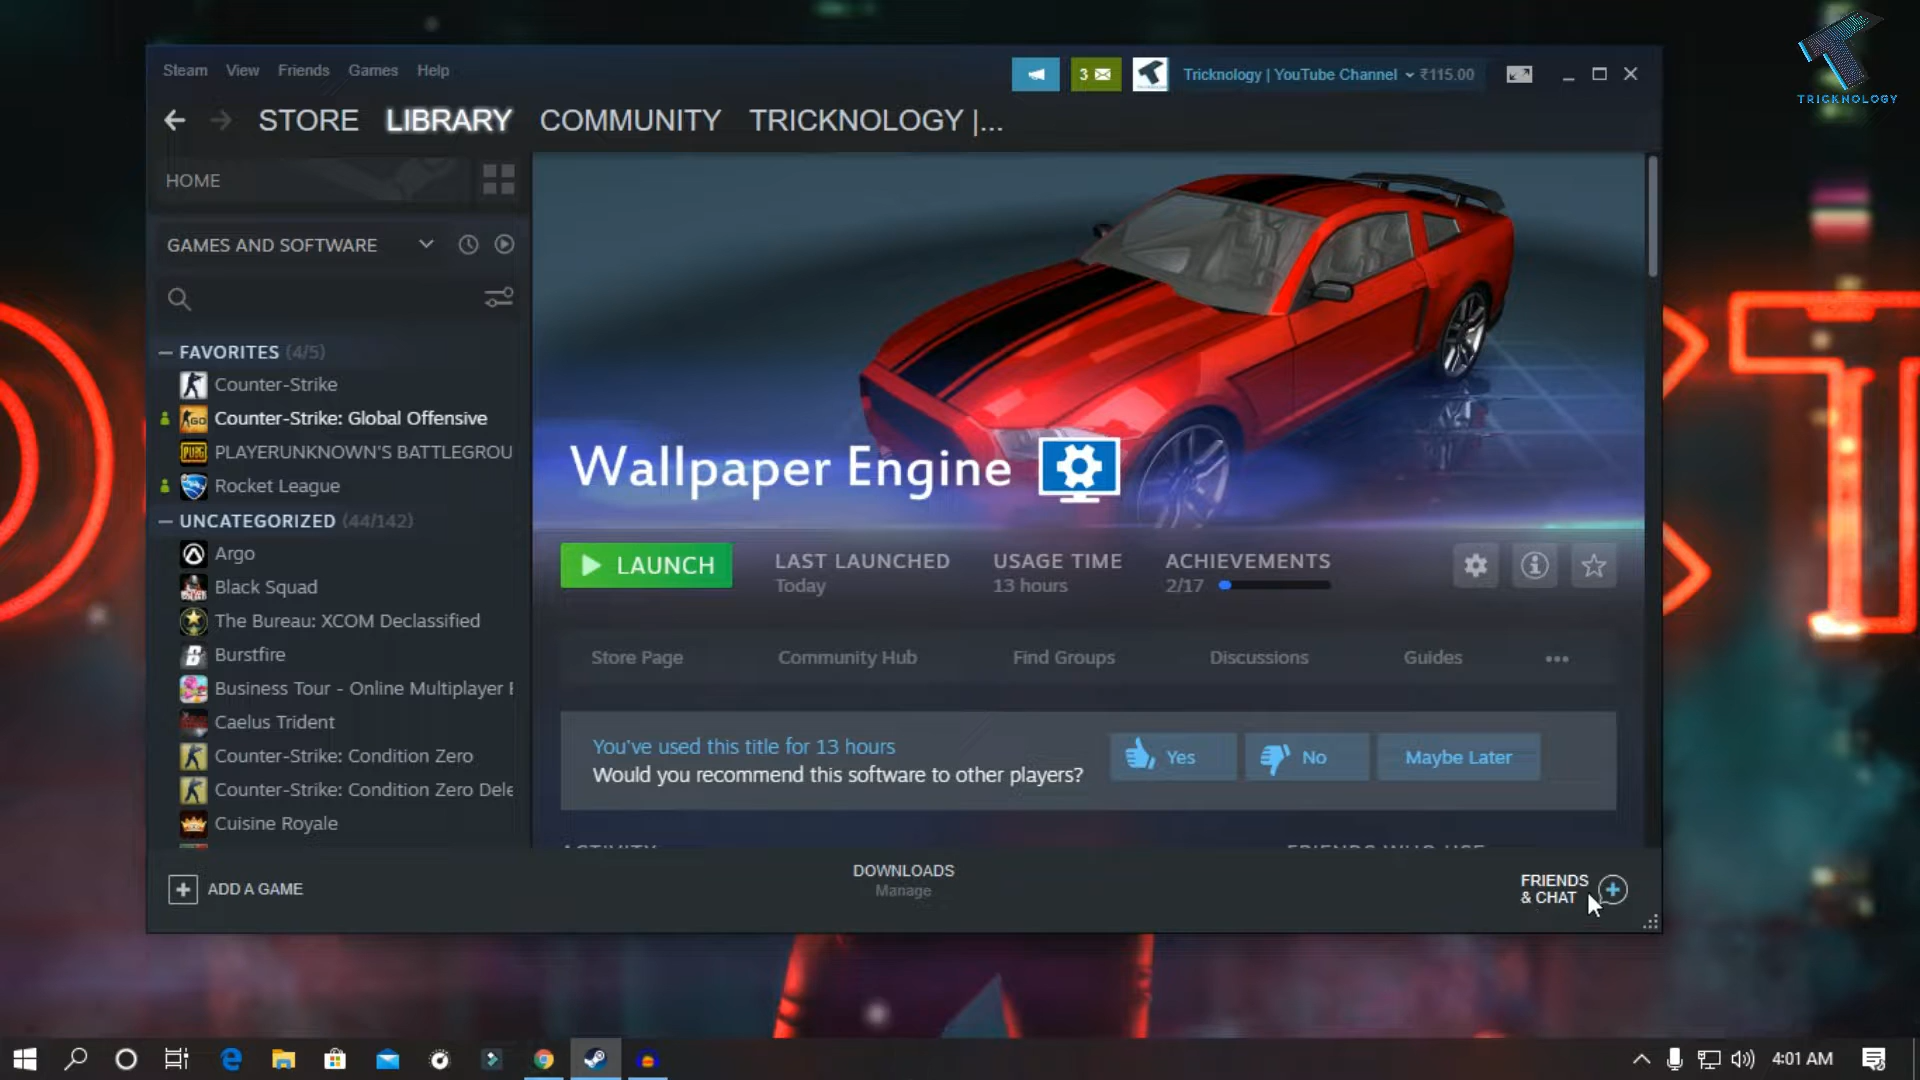 TRICKNOLOGY
Steam View Friends Games Help
3
Tricknology | YouTube Channel ₹115.00
STORE LIBRARY COMMUNITY TRICKNOLOGY |...
HOME
GAMES AND SOFTWARE
FAVORITES (4/5)
Counter-Strike
Counter-Strike: Global Offensive
PLAYERUNKNOWN'S BATTLEGROU
Rocket League
UNCATEGORIZED (44/142)
Argo
Black Squad
The Bureau: XCOM Declassified
Burstfire
Business Tour - Online Multiplayer
Caelus Trident
Counter-Strike: Condition Zero
Counter-Strike: Condition Zero Dele
Cuisine Royale
Wallpaper Engine
LAUNCH
LAST LAUNCHED
Today
USAGE TIME
13 hours
ACHIEVEMENTS
2/17
Store Page Community Hub Find Groups Discussions Guides
You've used this title for 13 hours
Would you recommend this software to other players?
Yes No Maybe Later
ADD A GAME
DOWNLOADS
Manage
FRIENDS
& CHAT
4:01 AM